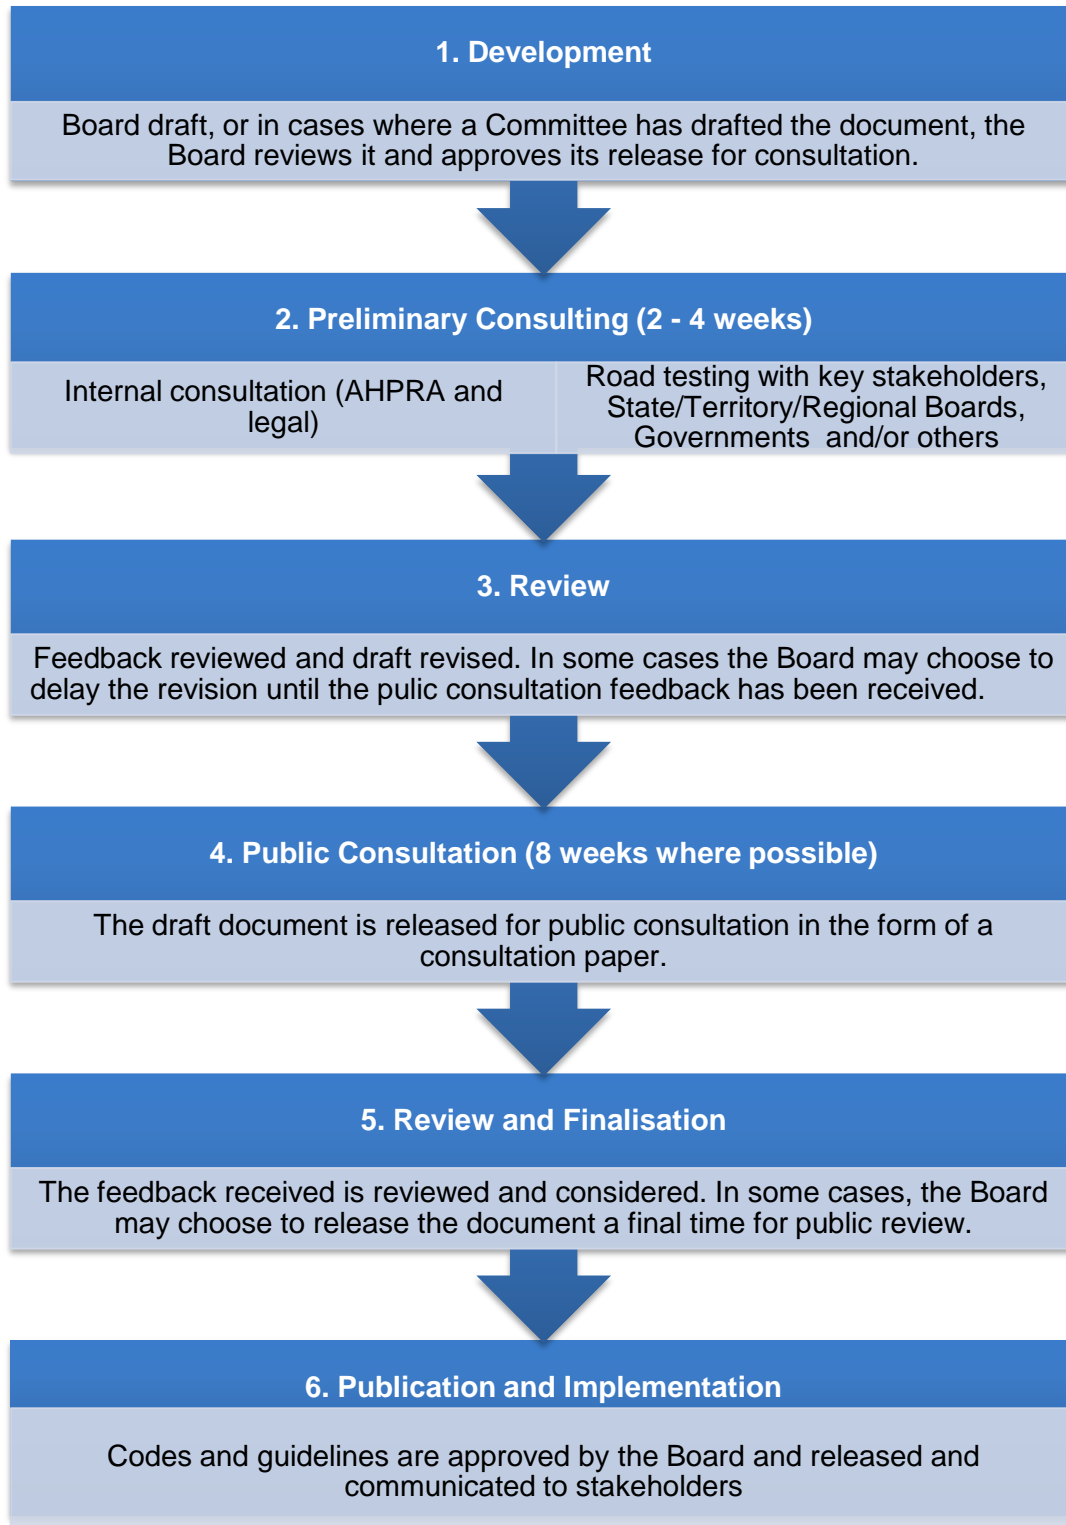 1. Development
Board draft, or in cases where a Committee has drafted the document, the
Board reviews it and approves its release for consultation.
2. Preliminary Consulting (2 - 4 weeks)
Internal consultation (AHPRA and
legal)
Road testing with key stakeholders,
State/Territory/Regional Boards,
Governments  and/or others
3. Review
Feedback reviewed and draft revised. In some cases the Board may choose to
delay the revision until the pulic consultation feedback has been received.
4. Public Consultation (8 weeks where possible)
The draft document is released for public consultation in the form of a
consultation paper.
5. Review and Finalisation
The feedback received is reviewed and considered. In some cases, the Board
may choose to release the document a final time for public review.
6. Publication and Implementation
Codes and guidelines are approved by the Board and released and
communicated to stakeholders